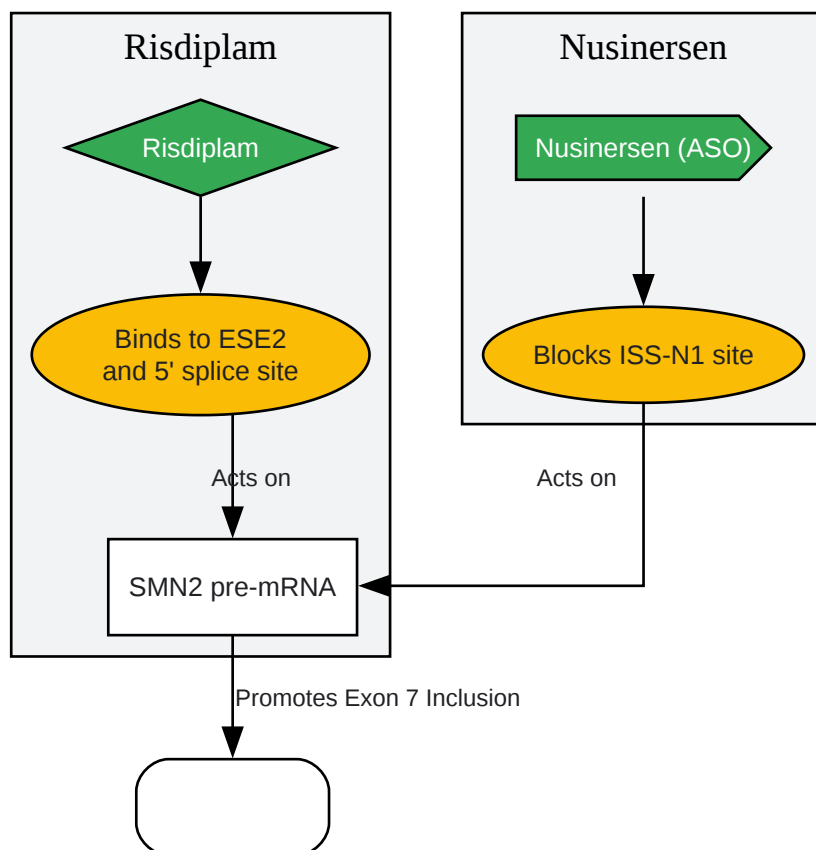 Risdiplam
Nusinersen
Risdiplam
Nusinersen (ASO)
Binds to ESE2
and 5' splice site
Blocks ISS-N1 site
Acts on
Acts on
SMN2 pre-mRNA
Promotes Exon 7 Inclusion